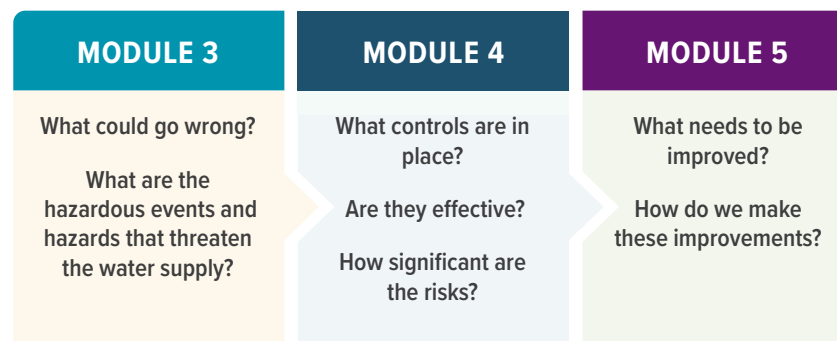 MODULE 3
What could go wrong?
What are the
hazardous events and
hazards that threaten
the water supply?
MODULE 4
What controls are in
place?
Are they effective?
How significant are
the risks?
MODULE 5
What needs to be
improved?
How do we make
these improvements?